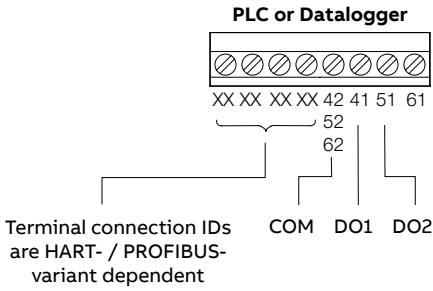 PLC or Datalogger
XX XX XX XX 42 41 51 61
52
62
Terminal connection IDs
are HART- / PROFIBUS-
variant dependent
COM DO1 DO2